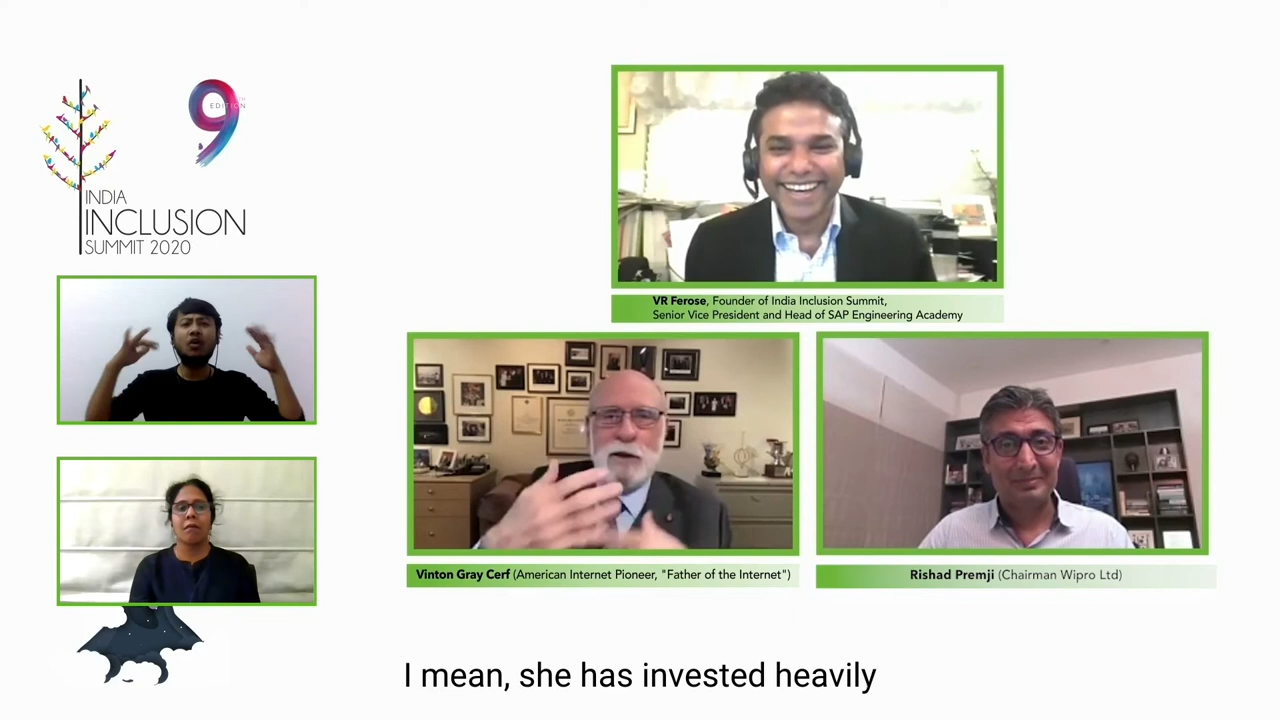 9
EDITION
INDIA
INCLUSION
SUMMIT 2020
VR Ferose, Founder of India Inclusion Summit,
Senior Vice President and Head of SAP Engineering Academy
Vinton Gray Cerf (American Internet Pioneer, "Father of the Internet")
Rishad Premji (Chairman Wipro Ltd)
I mean, she has invested heavily